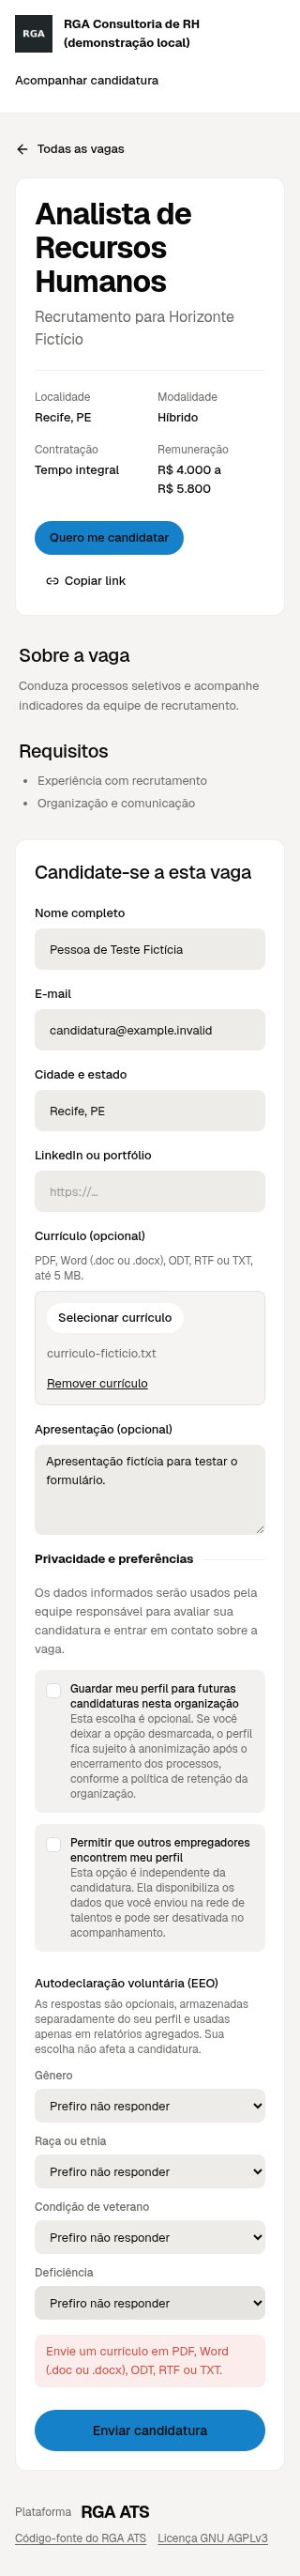 RGA
RGA Consultoria de RH
(demonstração local)
Acompanhar candidatura
Todas as vagas
Analista de
Recursos
Humanos
Recrutamento para Horizonte
Fictício
Localidade
Modalidade
Recife, PE
Híbrido
Contratação
Remuneração
Tempo integral
R$ 4.000 a
R$ 5.800
Quero me candidatar
Copiar link
Sobre a vaga
Conduza processos seletivos e acompanhe
indicadores da equipe de recrutamento.
Requisitos
• Experiência com recrutamento
• Organização e comunicação
Candidate-se a esta vaga
Nome completo
Pessoa de Teste Fictícia
E-mail
candidatura@example.invalid
Cidade e estado
Recife, PE
LinkedIn ou portfólio
https://...
Currículo (opcional)
PDF, Word (.doc ou .docx), ODT, RTF ou TXT,
até 5 MB.
Selecionar currículo
curriculo-ficticio.txt
Remover currículo
Apresentação (opcional)
Apresentação fictícia para testar o
formulário.
Privacidade e preferências
Os dados informados serão usados pela
equipe responsável para avaliar sua
candidatura e entrar em contato sobre a
vaga.
Guardar meu perfil para futuras
candidaturas nesta organização
Esta escolha é opcional. Se você
deixar a opção desmarcada, o perfil
fica sujeito à anonimização após o
encerramento dos processos,
conforme a política de retenção da
organização.
Permitir que outros empregadores
encontrem meu perfil
Esta opção é independente da
candidatura. Ela disponibiliza os
dados que você enviou na rede de
talentos e pode ser desativada no
acompanhamento.
Autodeclaração voluntária (EEO)
As respostas são opcionais, armazenadas
separadamente do seu perfil e usadas
apenas em relatórios agregados. Sua
escolha não afeta a candidatura.
Gênero
Prefiro não responder
Raça ou etnia
Prefiro não responder
Condição de veterano
Prefiro não responder
Deficiência
Prefiro não responder
Envie um currículo em PDF, Word
(.doc ou .docx), ODT, RTF ou TXT.
Enviar candidatura
Plataforma RGA ATS
Código-fonte do RGA ATS
Licença GNU AGPLv3